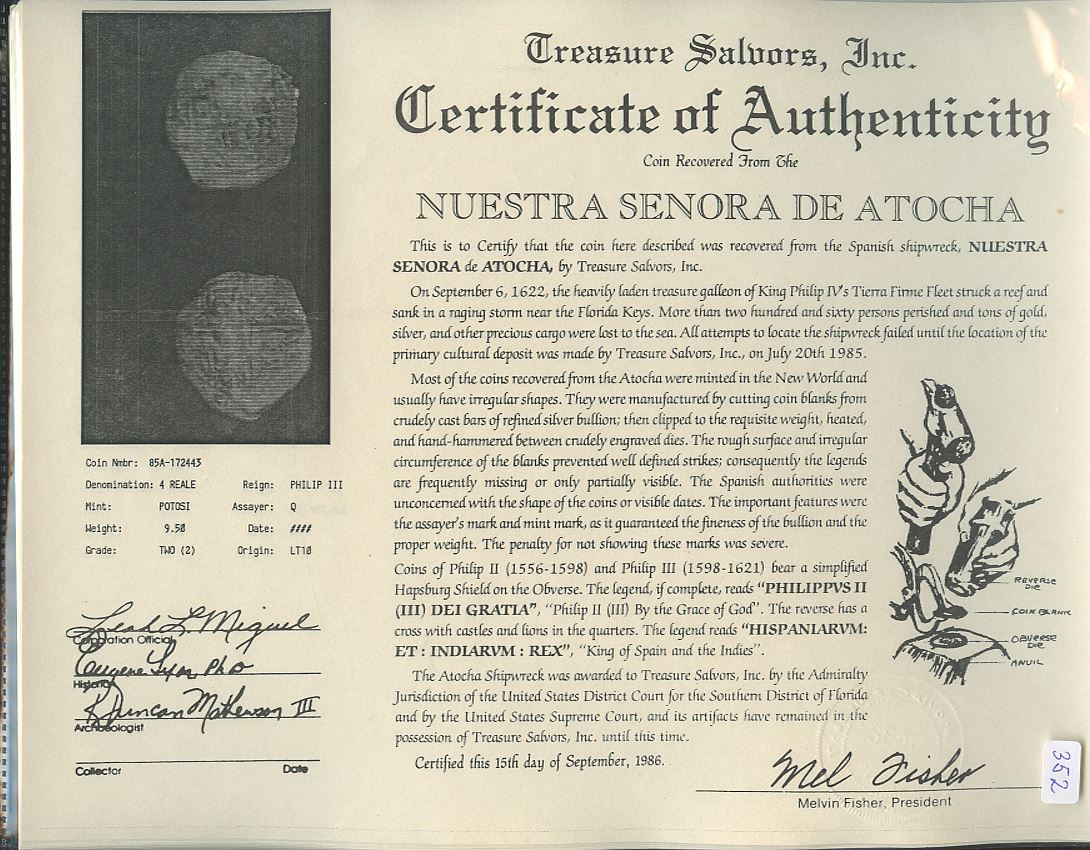 Treasure Salvors, Inc.
Certificate of Authenticity
Coin Recovered From The
NUESTRA SENORA DE ATOCHA
This is to Certify that the coin here described was recovered from the Spanish shipwreck, NUESTRA
SENORA de ATOCHA, by Treasure Salvors, Inc.
On September 6, 1622, the heavily laden treasure galleon of King Philip IV's Tierra Firme Fleet struck a reef and
sank in a raging storm near the Florida Keys. More than two hundred and sixty persons perished and tons of gold,
silver, and other precious cargo were lost to the sea. All attempts to locate the shipwreck failed until the location of the
primary cultural deposit was made by Treasure Salvors, Inc., on July 20th 1985.
Most of the coins recovered from the Atocha were minted in the New World and
usually have irregular shapes. They were manufactured by cutting coin blanks from
crudely cast bars of refined silver bullion; then clipped to the requisite weight, heated,
and hand-hammered between crudely engraved dies. The rough surface and irregular
circumference of the blanks prevented well defined strikes; consequently the legends
are frequently missing or only partially visible. The Spanish authorities were
unconcerned with the shape of the coins or visible dates. The important features were
the assayer's mark and mint mark, as it guaranteed the fineness of the bullion and the
proper weight. The penalty for not showing these marks was severe.
Coins of Philip II (1556-1598) and Philip III (1598-1621) bear a simplified
Hapsburg Shield on the Obverse. The legend, if complete, reads "PHILIPPVS II
(III) DEI GRATIA", "Philip II (III) By the Grace of God". The reverse has a
cross with castles and lions in the quarters. The legend reads "HISPANIARVM:
ET : INDIARVM : REX", "King of Spain and the Indies".
The Atocha Shipwreck was awarded to Treasure Salvors, Inc. by the Admiralty
Jurisdiction of the United States District Court for the Southern District of Florida
and by the United States Supreme Court, and its artifacts have remained in the
possession of Treasure Salvors, Inc. until this time.
Certified this 15th day of September, 1986.
Mel Fisher
Melvin Fisher, President
REVERSE DIE
COIN BLANK
OBVERSE DIE
ANVIL
Coin Nmbr: 85A-172443
Denomination: 4 REALE Reign: PHILIP III
Mint: POTOSI Assayer: Q
Weight: 9.50 Date: ####
Grade: TWO (2) Origin: LT10
Leah L Miguel
Corporation Official
Eugene Lyon PhD
Historian
R Duncan Mathewson III
Archaeologist
Collector Date
352